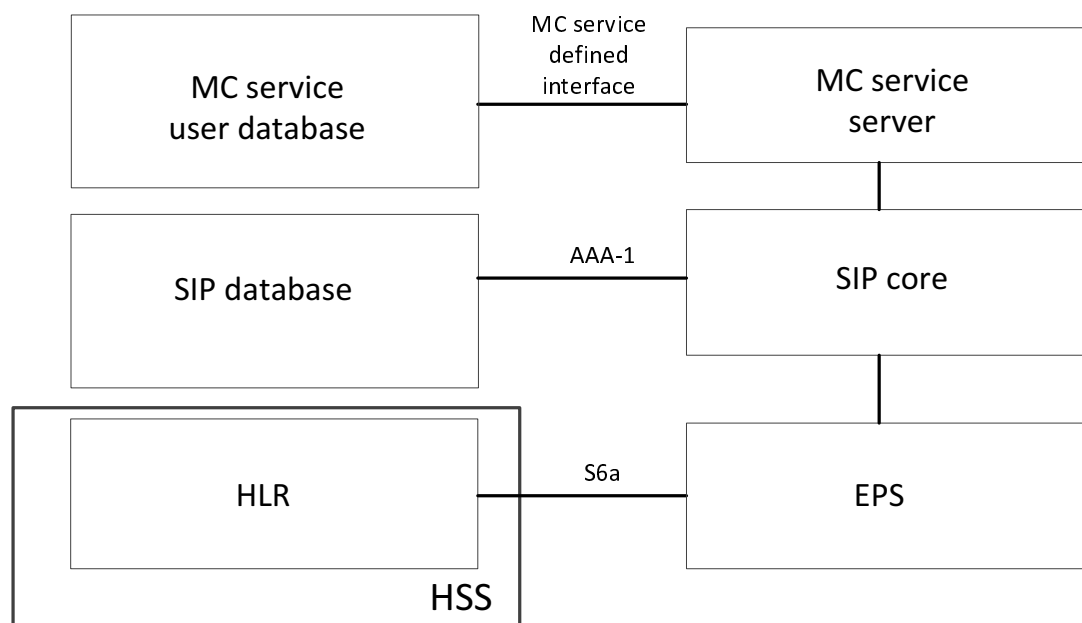 MC service
user database
MC service
defined
interface
MC service
server
SIP database
AAA-1
SIP core
HLR
S6a
EPS
HSS